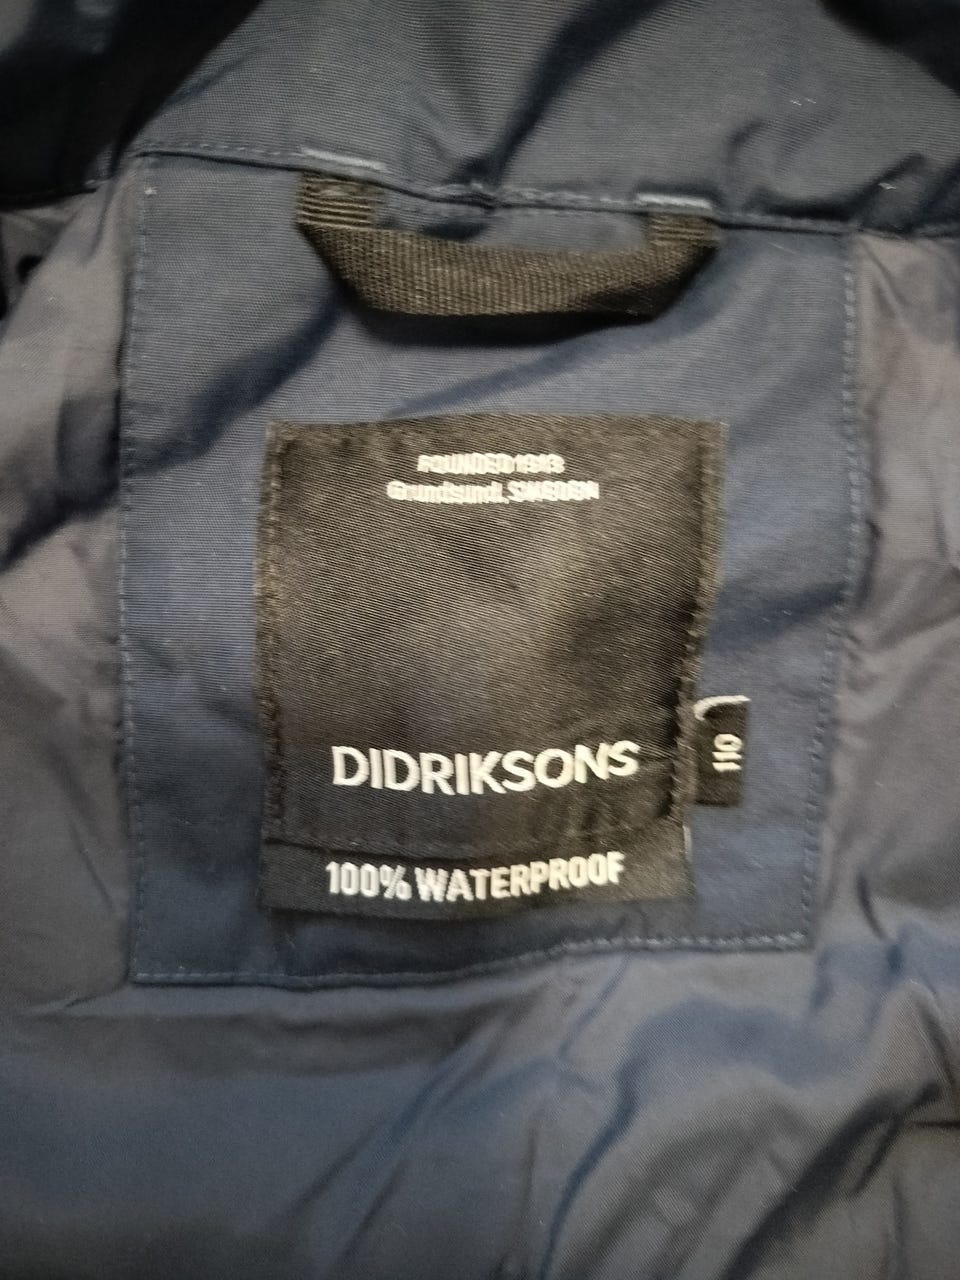 FOUNDED 1913
Grundsund, SWEDEN
DIDRIKSONS
110
100% WATERPROOF